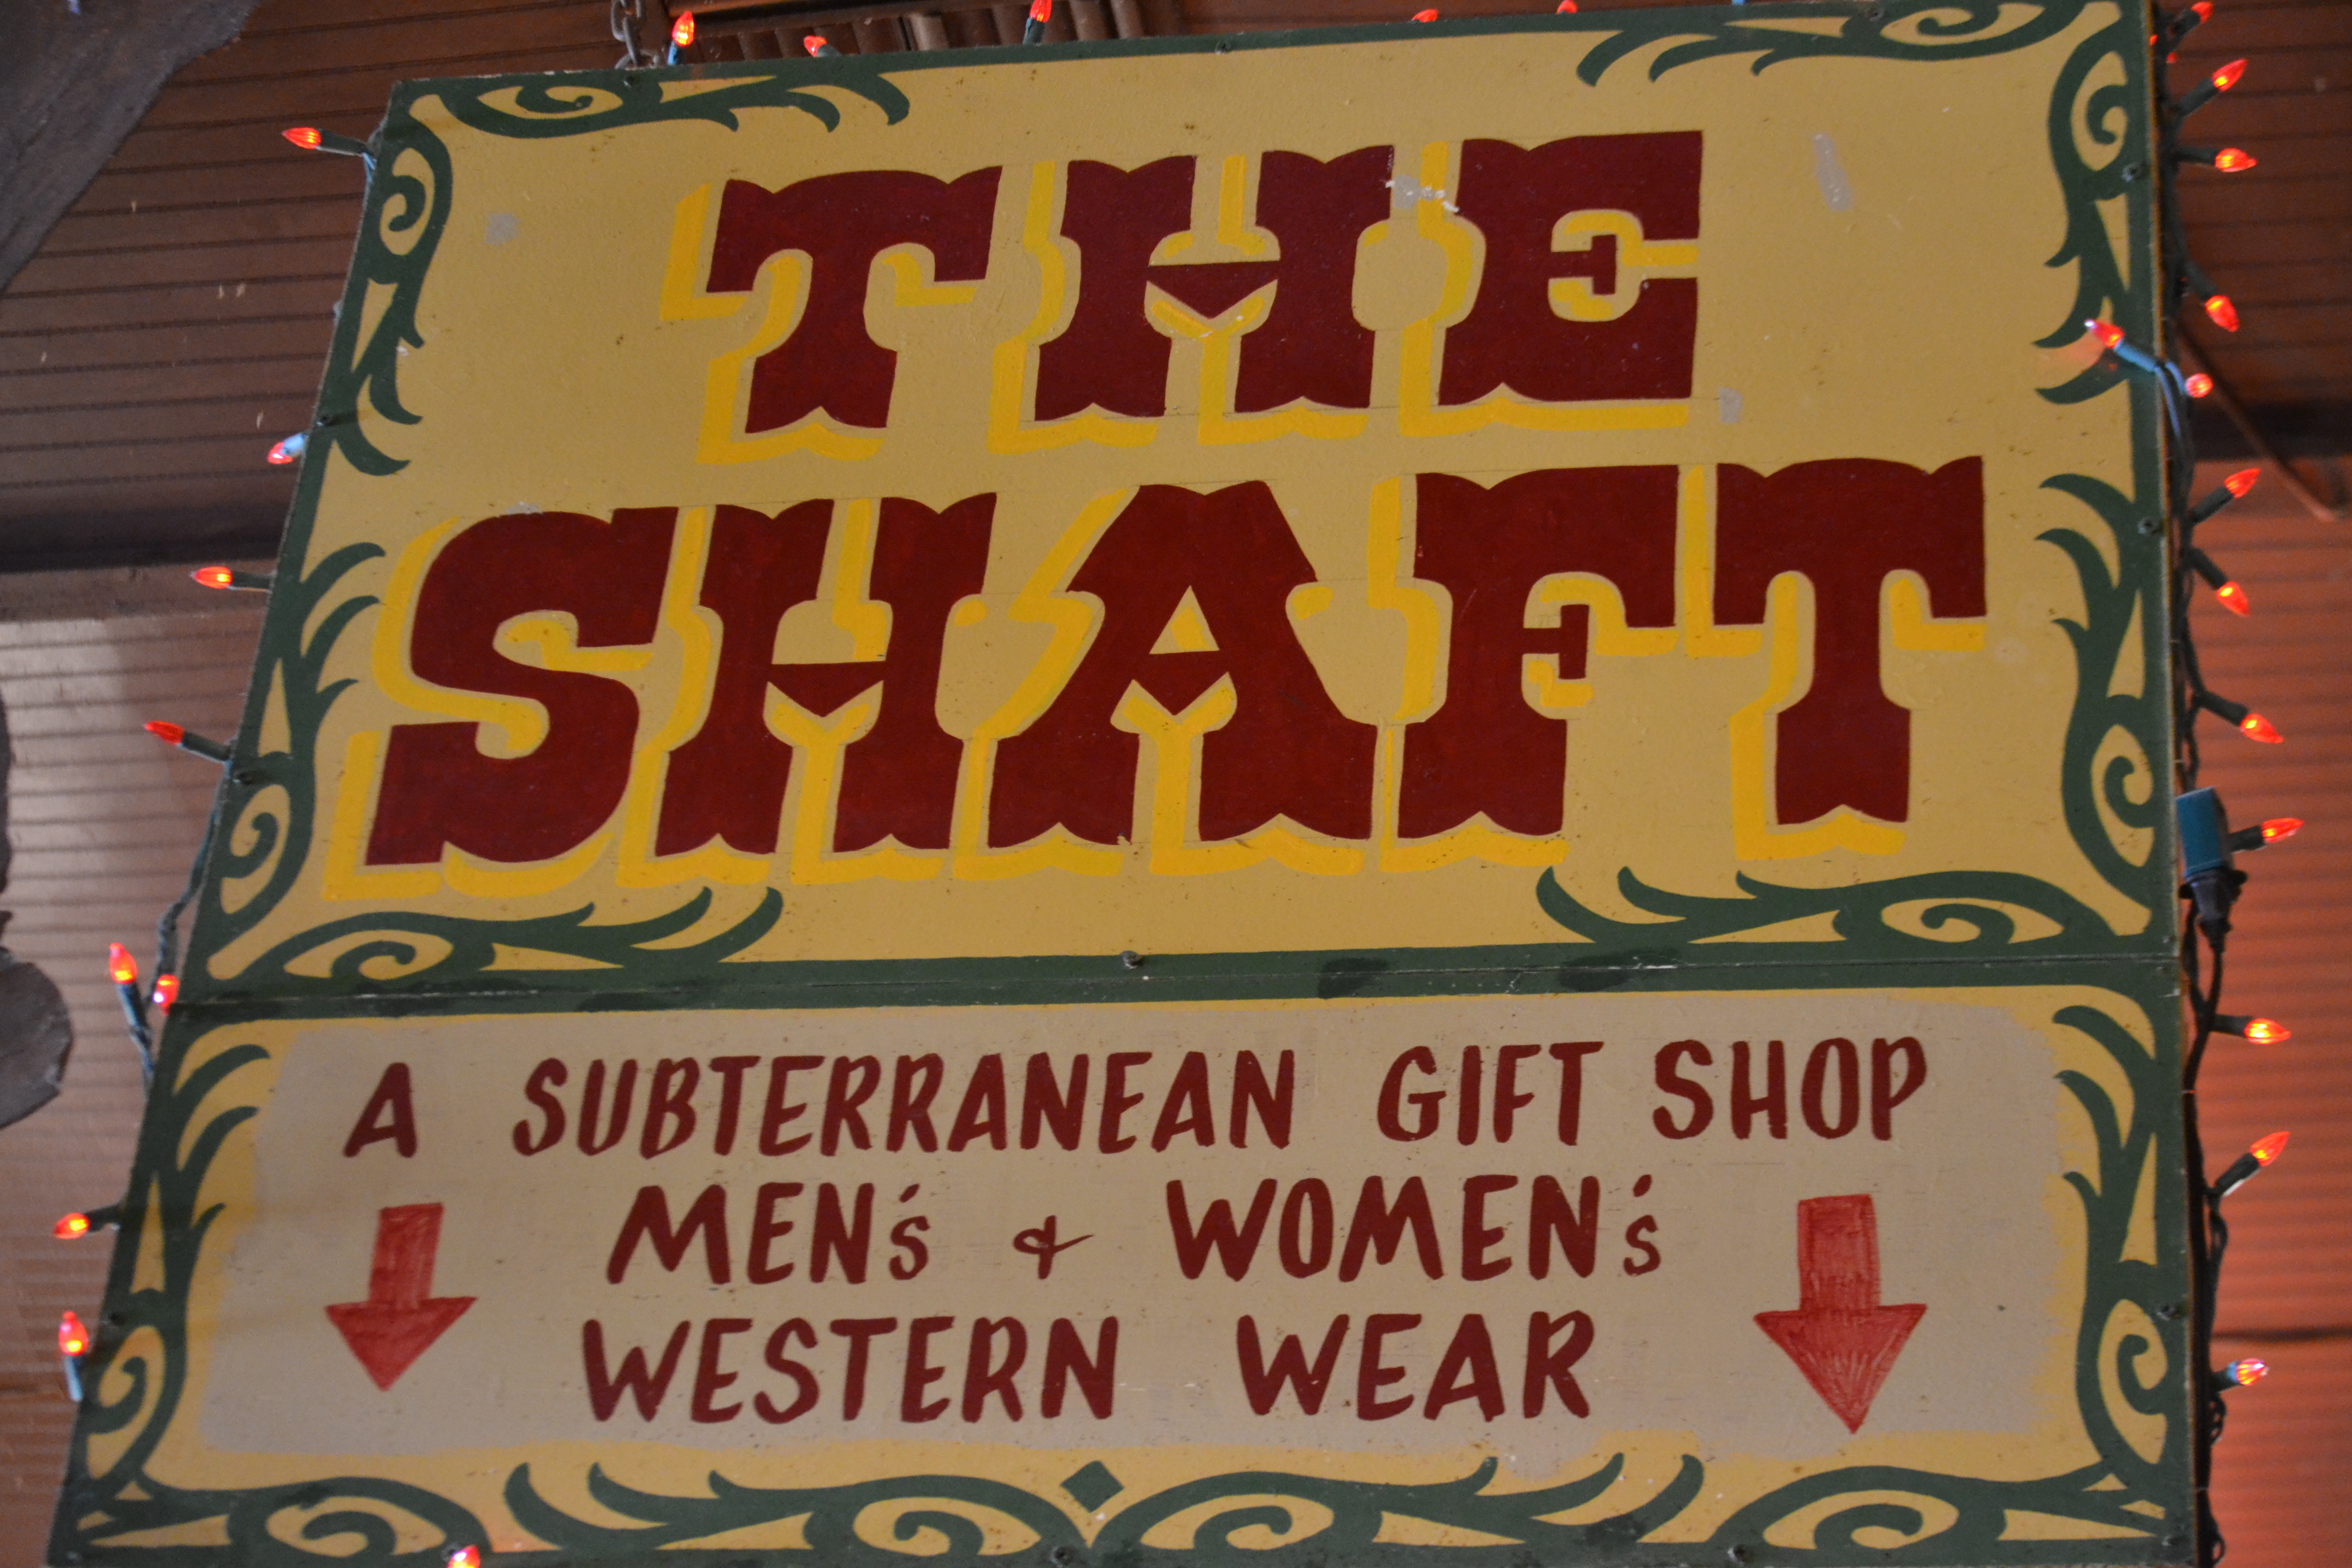 THE
SHAFT
A SUBTERRANEAN GIFT SHOP
MEN's & WOMEN's
WESTERN WEAR